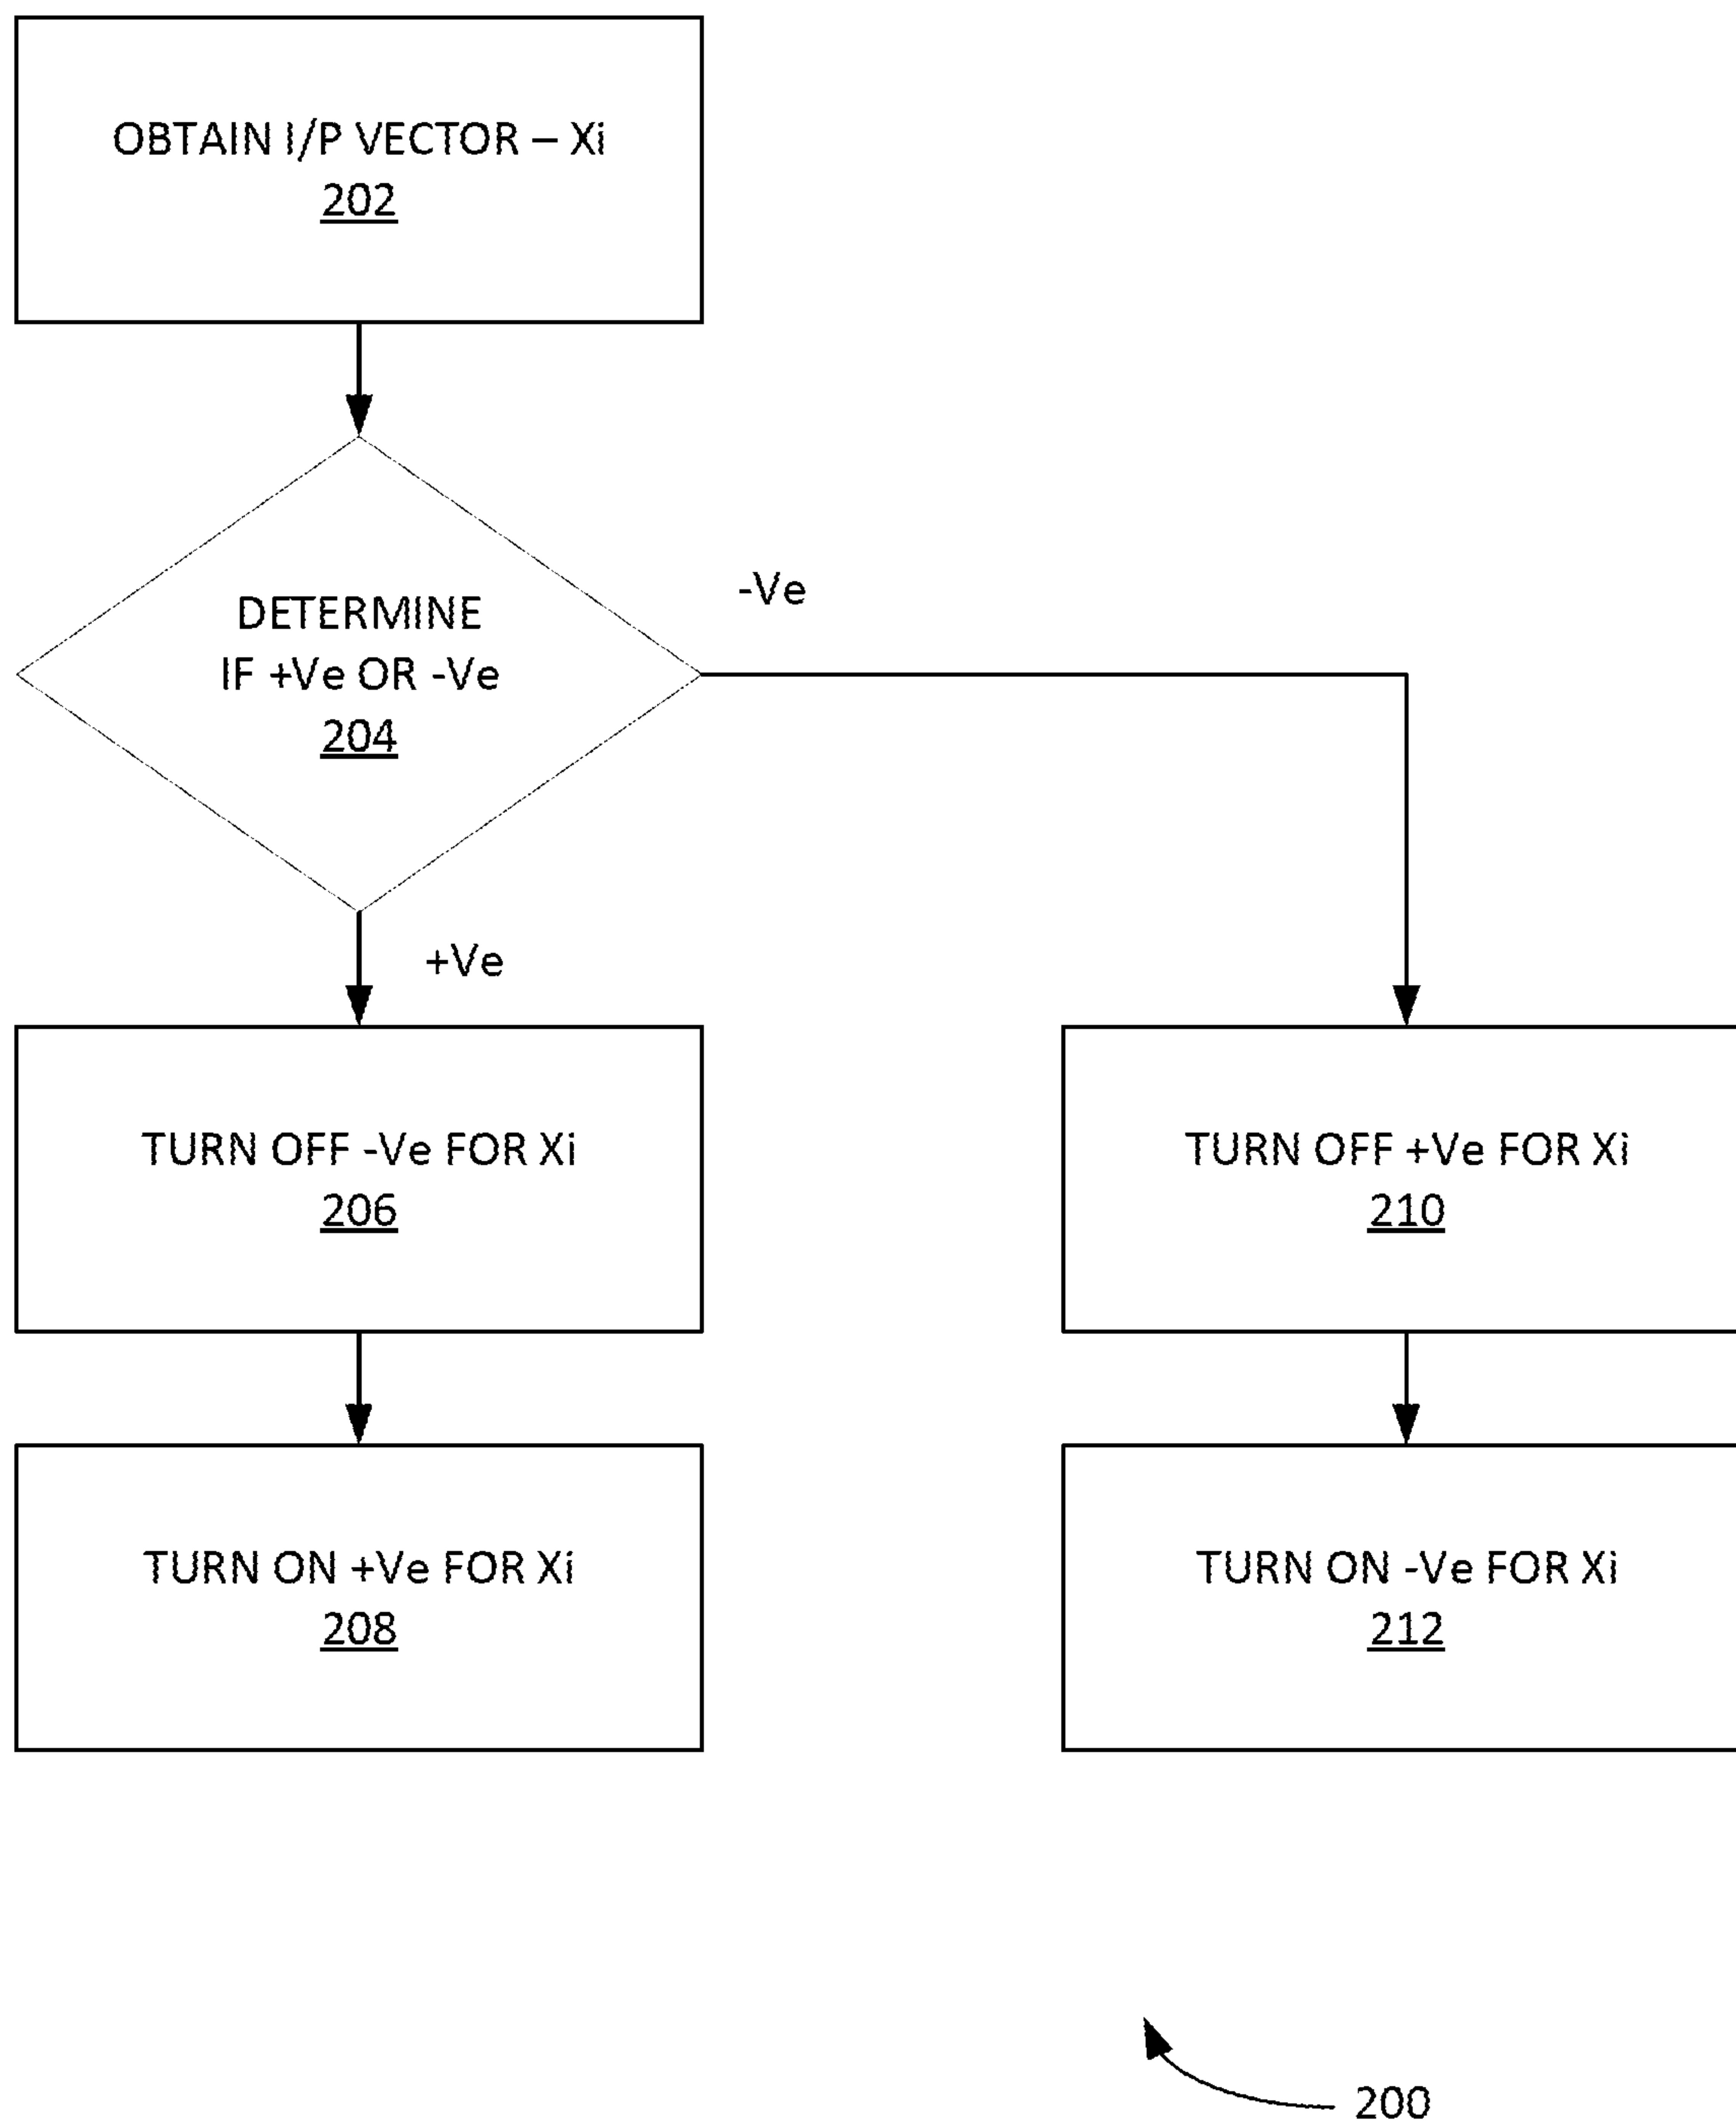 OBTAIN I/P VECTOR – Xi
202
DETERMINE
IF +Ve OR -Ve
204
-Ve
+Ve
TURN OFF -Ve FOR Xi
206
TURN OFF +Ve FOR Xi
210
TURN ON +Ve FOR Xi
208
TURN ON -Ve FOR Xi
212
200